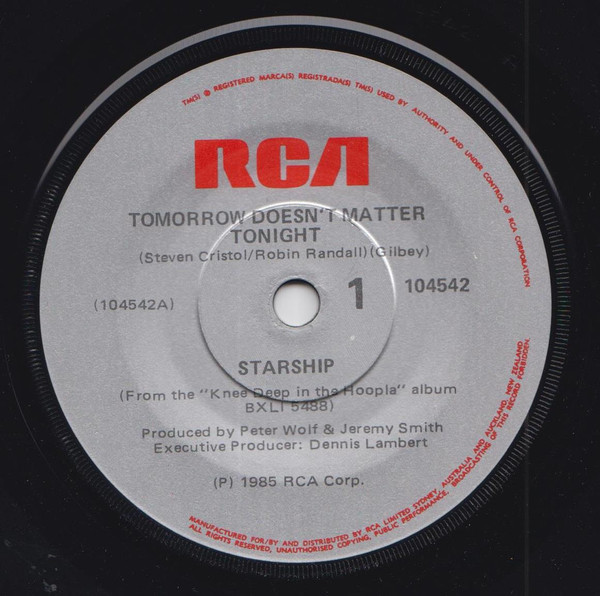 TM(S) ® REGISTERED MARCA(S) REGISTRADA(S) TM(S) USED BY AUTHORITY AND UNDER CONTROL OF RCA CORPORATION
RCA
TOMORROW DOESN'T MATTER
TONIGHT
(Steven Cristol/Robin Randall)(Gilbey)
(104542A)
1
104542
STARSHIP
(From the "Knee Deep in the Hoopla" album
BXL1 5488)
Produced by Peter Wolf & Jeremy Smith
Executive Producer: Dennis Lambert
(P) 1985 RCA Corp.
MANUFACTURED FOR/BY AND DISTRIBUTED BY RCA LIMITED SYDNEY, AUSTRALIA AND AUCKLAND, NEW ZEALAND
ALL RIGHTS RESERVED, UNAUTHORISED COPYING, PUBLIC PERFORMANCE, BROADCASTING OF THIS RECORD FORBIDDEN.